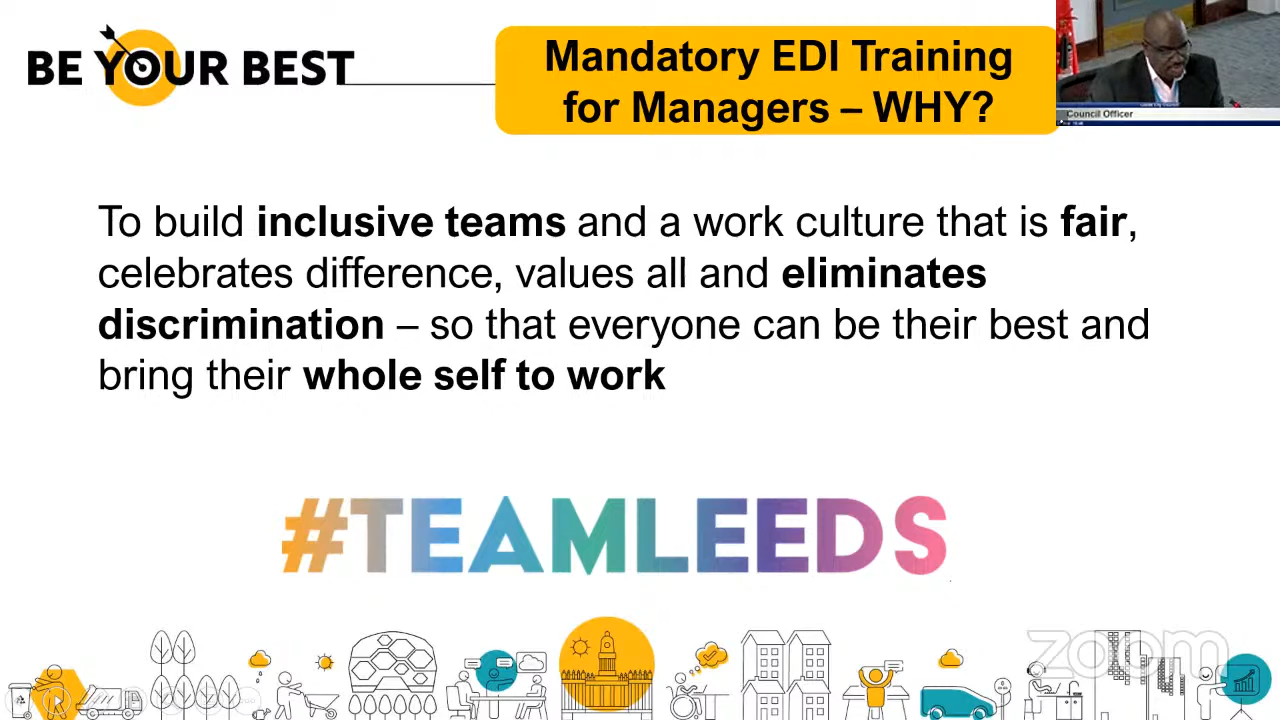 BE YOUR BEST
Mandatory EDI Training
for Managers – WHY?
Council Officer
To build inclusive teams and a work culture that is fair,
celebrates difference, values all and eliminates
discrimination – so that everyone can be their best and
bring their whole self to work
#TEAMLEEDS
zoom